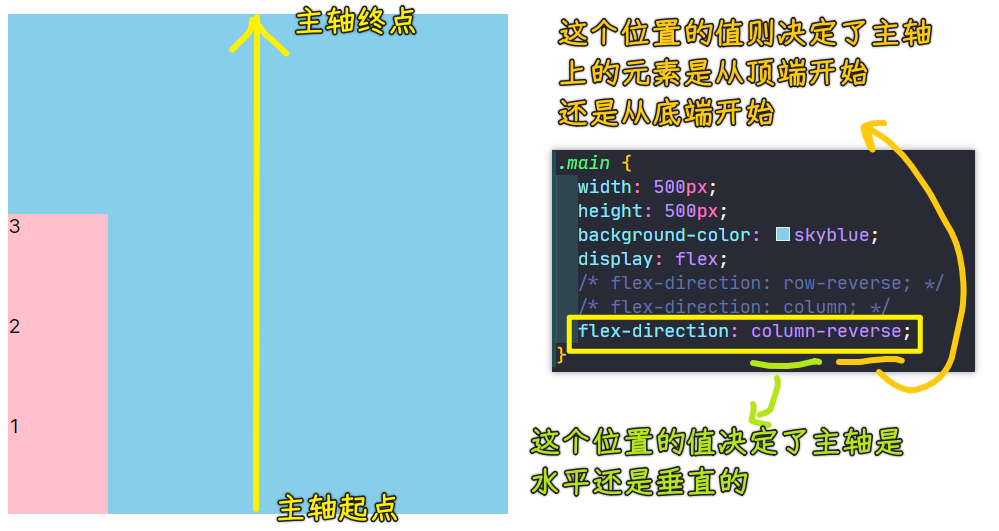 主轴终点
3
2
1
主轴起点
这个位置的值则决定了主轴
上的元素是从顶端开始
还是从底端开始
.main {
width: 500px;
height: 500px;
background-color: skyblue;
display: flex;
/* flex-direction: row-reverse; */
/* flex-direction: column; */
flex-direction: column-reverse;
}
这个位置的值决定了主轴是
水平还是垂直的